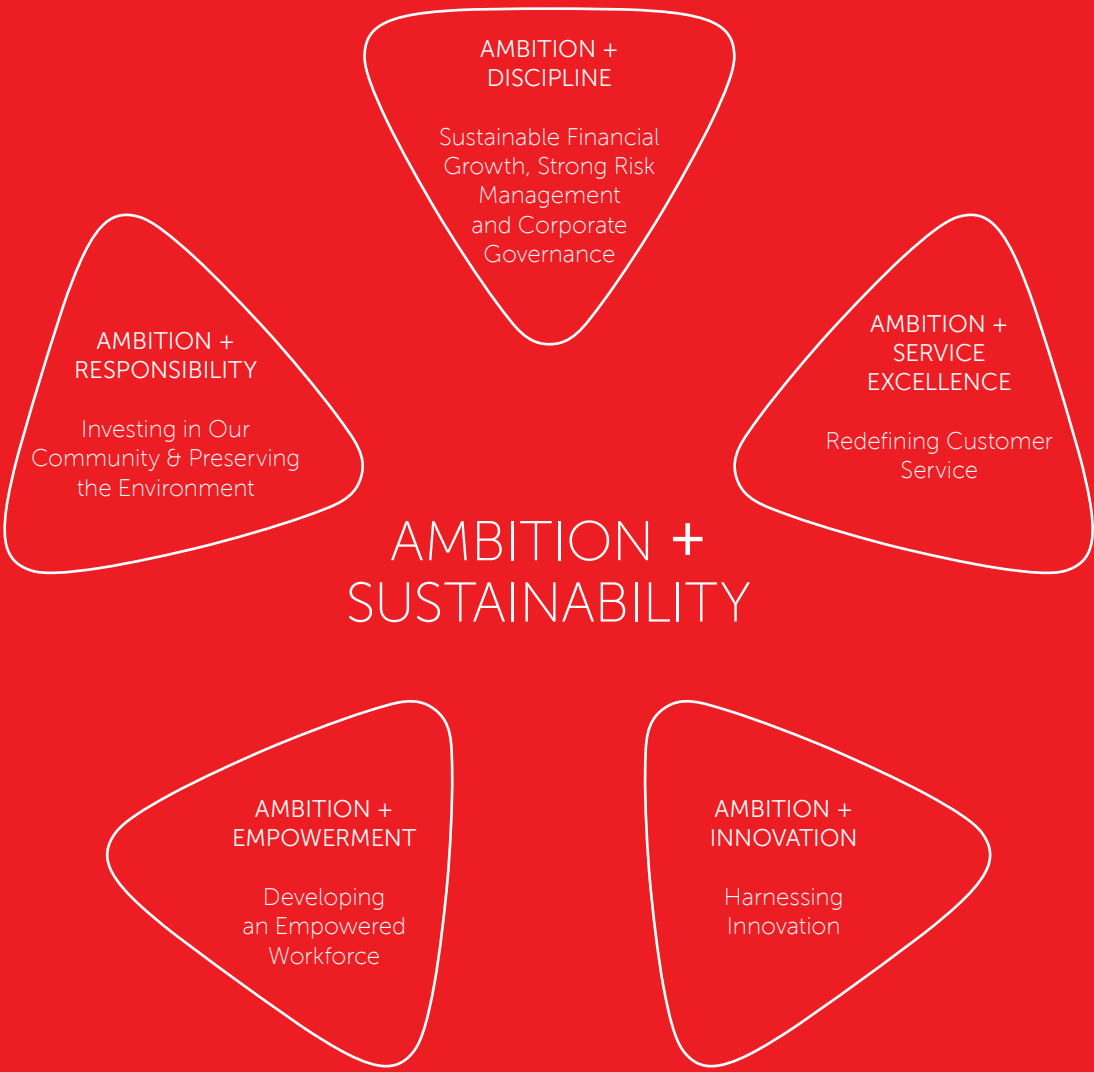 AMBITION +
DISCIPLINE
Sustainable Financial
Growth, Strong Risk
Management
and Corporate
Governance
AMBITION +
RESPONSIBILITY
Investing in Our
Community & Preserving
the Environment
AMBITION +
SERVICE
EXCELLENCE
Redefining Customer
Service
AMBITION +
SUSTAINABILITY
AMBITION +
EMPOWERMENT
Developing
an Empowered
Workforce
AMBITION +
INNOVATION
Harnessing
Innovation